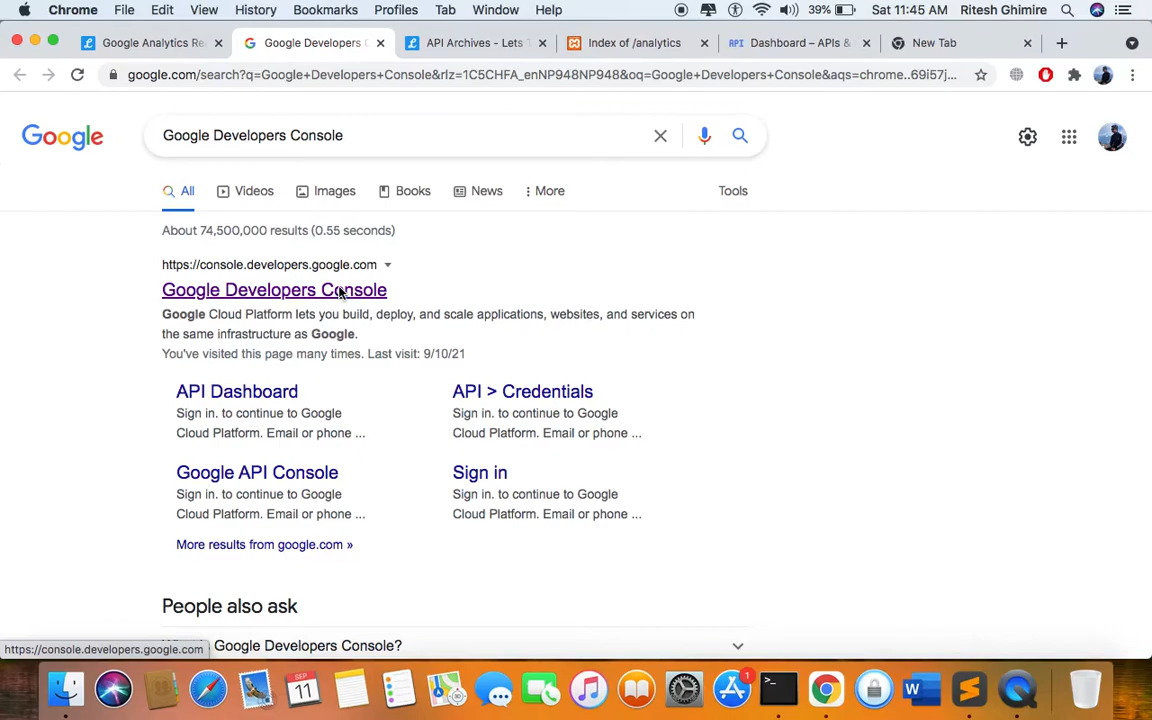 Chrome File Edit View History Bookmarks Profiles Tab Window Help 39% Sat 11:45 AM Ritesh Ghimire
Google Analytics Re
Google Developers
API Archives - Lets
Index of /analytics
API Dashboard – APIs &
New Tab
google.com/search?q=Google+Developers+Console&rlz=1C5CHFA_enNP948NP948&oq=Google+Developers+Console&aqs=chrome..69i57j...
Google
Google Developers Console
All Videos Images Books News More Tools
About 74,500,000 results (0.55 seconds)
https://console.developers.google.com
Google Developers Console
Google Cloud Platform lets you build, deploy, and scale applications, websites, and services on
the same infrastructure as Google.
You've visited this page many times. Last visit: 9/10/21
API Dashboard
Sign in. to continue to Google
Cloud Platform. Email or phone ...
API > Credentials
Sign in. to continue to Google
Cloud Platform. Email or phone ...
Google API Console
Sign in. to continue to Google
Cloud Platform. Email or phone ...
Sign in
Sign in. to continue to Google
Cloud Platform. Email or phone ...
More results from google.com »
People also ask
Google Developers Console?
https://console.developers.google.com
SEP
11
1